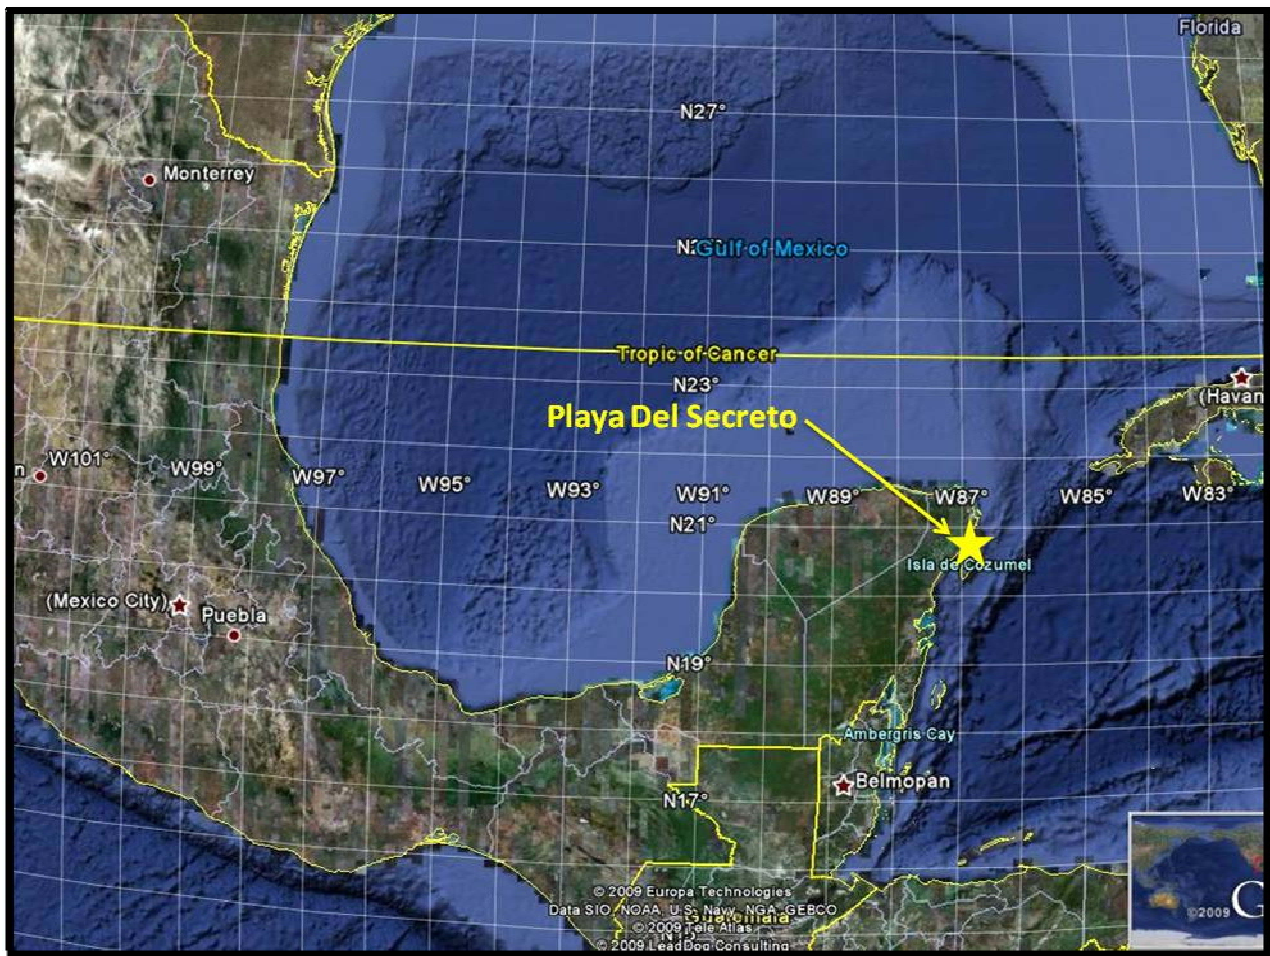 Florida
N27°
Monterrey
Gulf of Mexico
Tropic of Cancer
N23°
(Havan
Playa Del Secreto
n
W101°
W99°
W97°
W95°
W93°
W91°
W89°
W87°
W85°
W83°
N21°
Isla de Cozumel
(Mexico City)
Puebla
N19°
Ambergris Cay
Belmopan
N17°
© 2009 Europa Technologies
Data SIO, NOAA, U.S. Navy, NGA, GEBCO
Guatemala
© 2009 Tele Atlas
© 2009 LeadDog Consulting
©2009
G